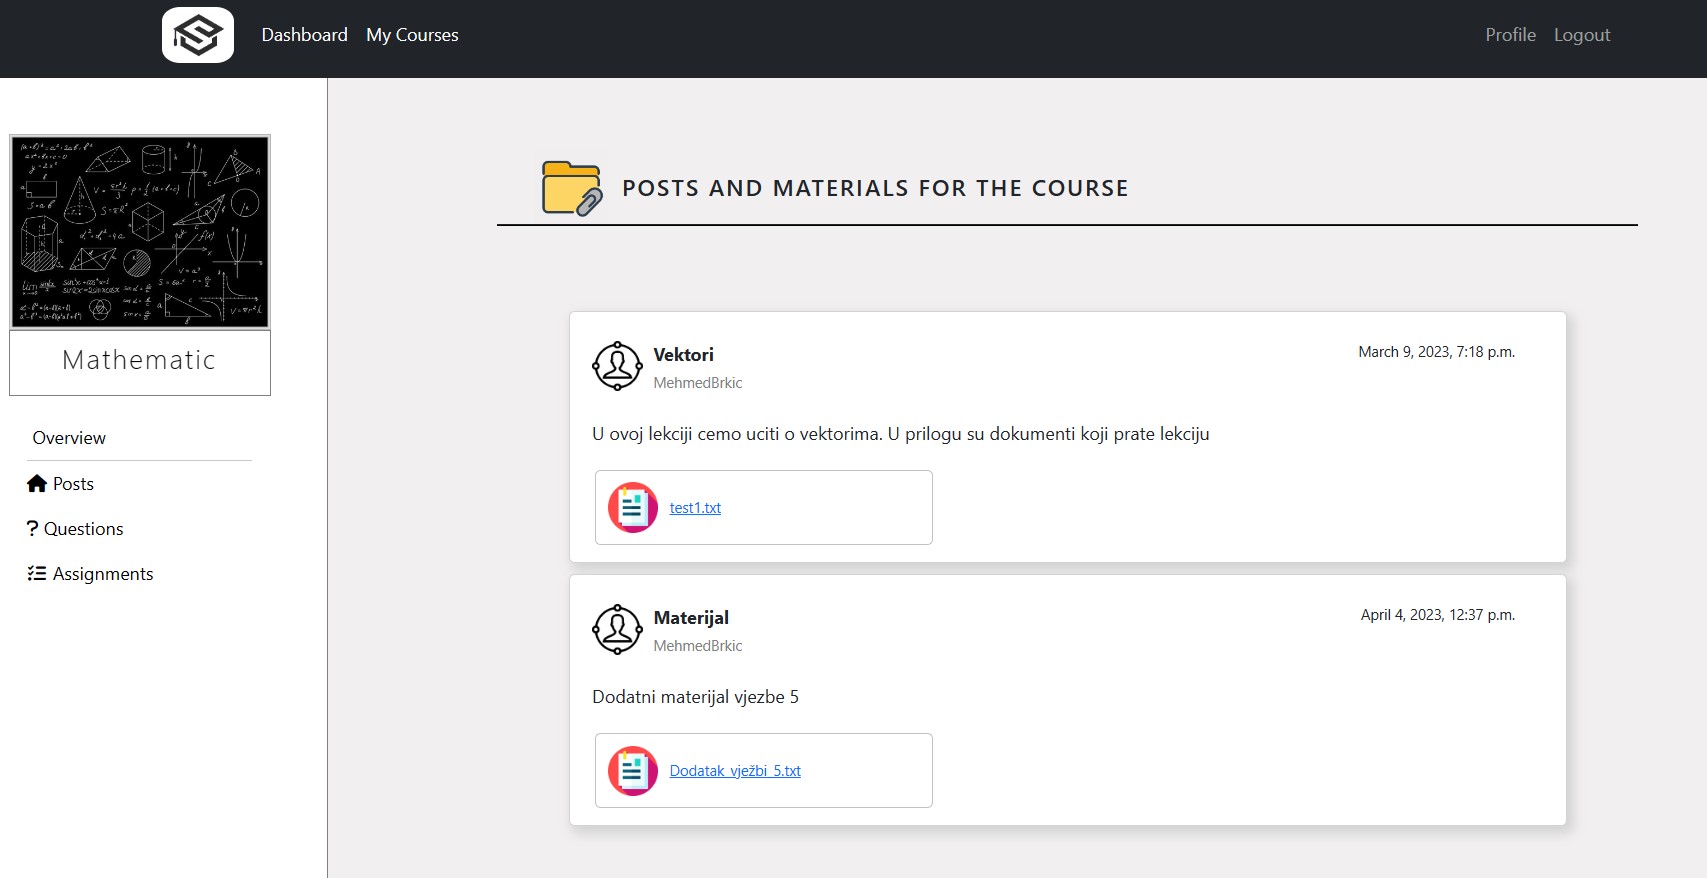 Dashboard My Courses Profile Logout
Mathematic
Overview
Posts
? Questions
Assignments
POSTS AND MATERIALS FOR THE COURSE
Vektori
March 9, 2023, 7:18 p.m.
MehmedBrkic
U ovoj lekciji cemo uciti o vektorima. U prilogu su dokumenti koji prate lekciju
test1.txt
Materijal
April 4, 2023, 12:37 p.m.
MehmedBrkic
Dodatni materijal vjezbe 5
Dodatak_vježbi_5.txt